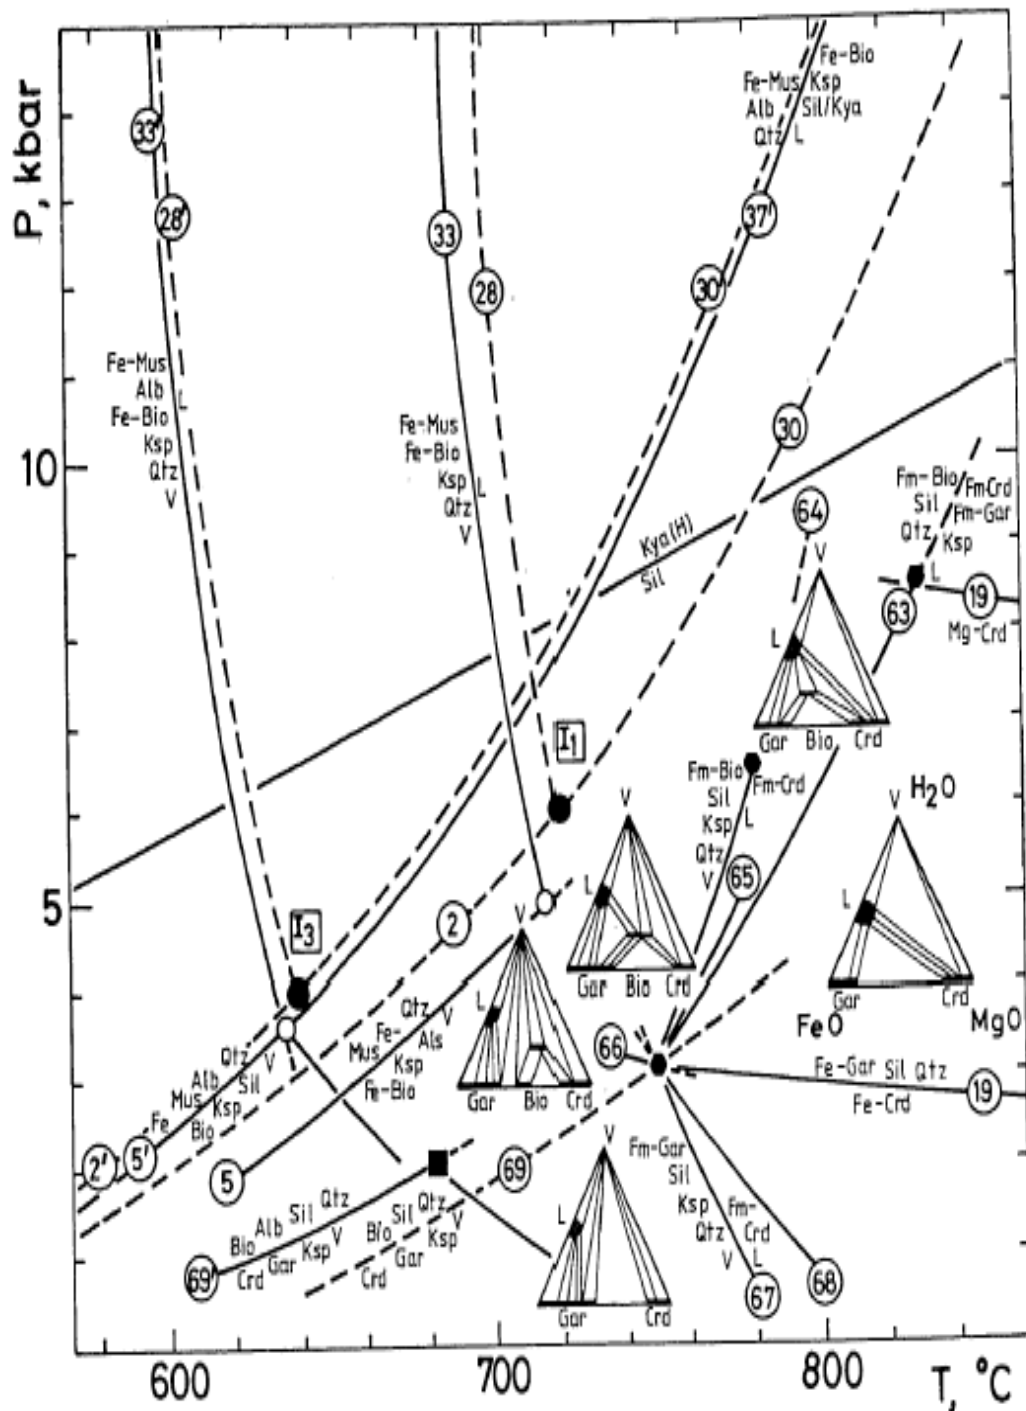 P, kbar
10
5
600
700
800
T, °C
33'
28'
33
28
37'
30'
30
Fe-Mus
Alb
Qtz
Fe-Bio
Ksp
Sil/Kya
L
Fe-Mus
Alb
Fe-Bio
Ksp
Qtz
V
L
Fe-Mus
Fe-Bio
Ksp
Qtz
V
L
Kya(H)
Sil
64
Fm-Bio
Sil
Qtz
Fm-Crd
Fm-Gar
Ksp
L
63
19
Mg-Crd
V
L
Gar Bio Crd
I1
Fm-Bio
Sil
Ksp
Qtz
V
Fm-Crd
L
65
H2O
V
L
Gar Crd
FeO MgO
V
L
Gar Bio Crd
I3
2
V
L
Gar Bio Crd
Fe-
Mus
Qtz
Ksp
Als
V
Fe-Bio
66
Fe-Gar Sil Qtz
Fe-Crd
19
Fe
Mus
Alb
Qtz
Bio
Ksp
Sil
V
2'
5'
5
69
Fm-Gar
Sil
Ksp
Qtz
V
Fm-
Crd
L
67
68
V
L
Gar Crd
69'
Bio Alb Sil Qtz
Crd Gar Ksp V
Bio Sil Qtz
Crd Gar Ksp V